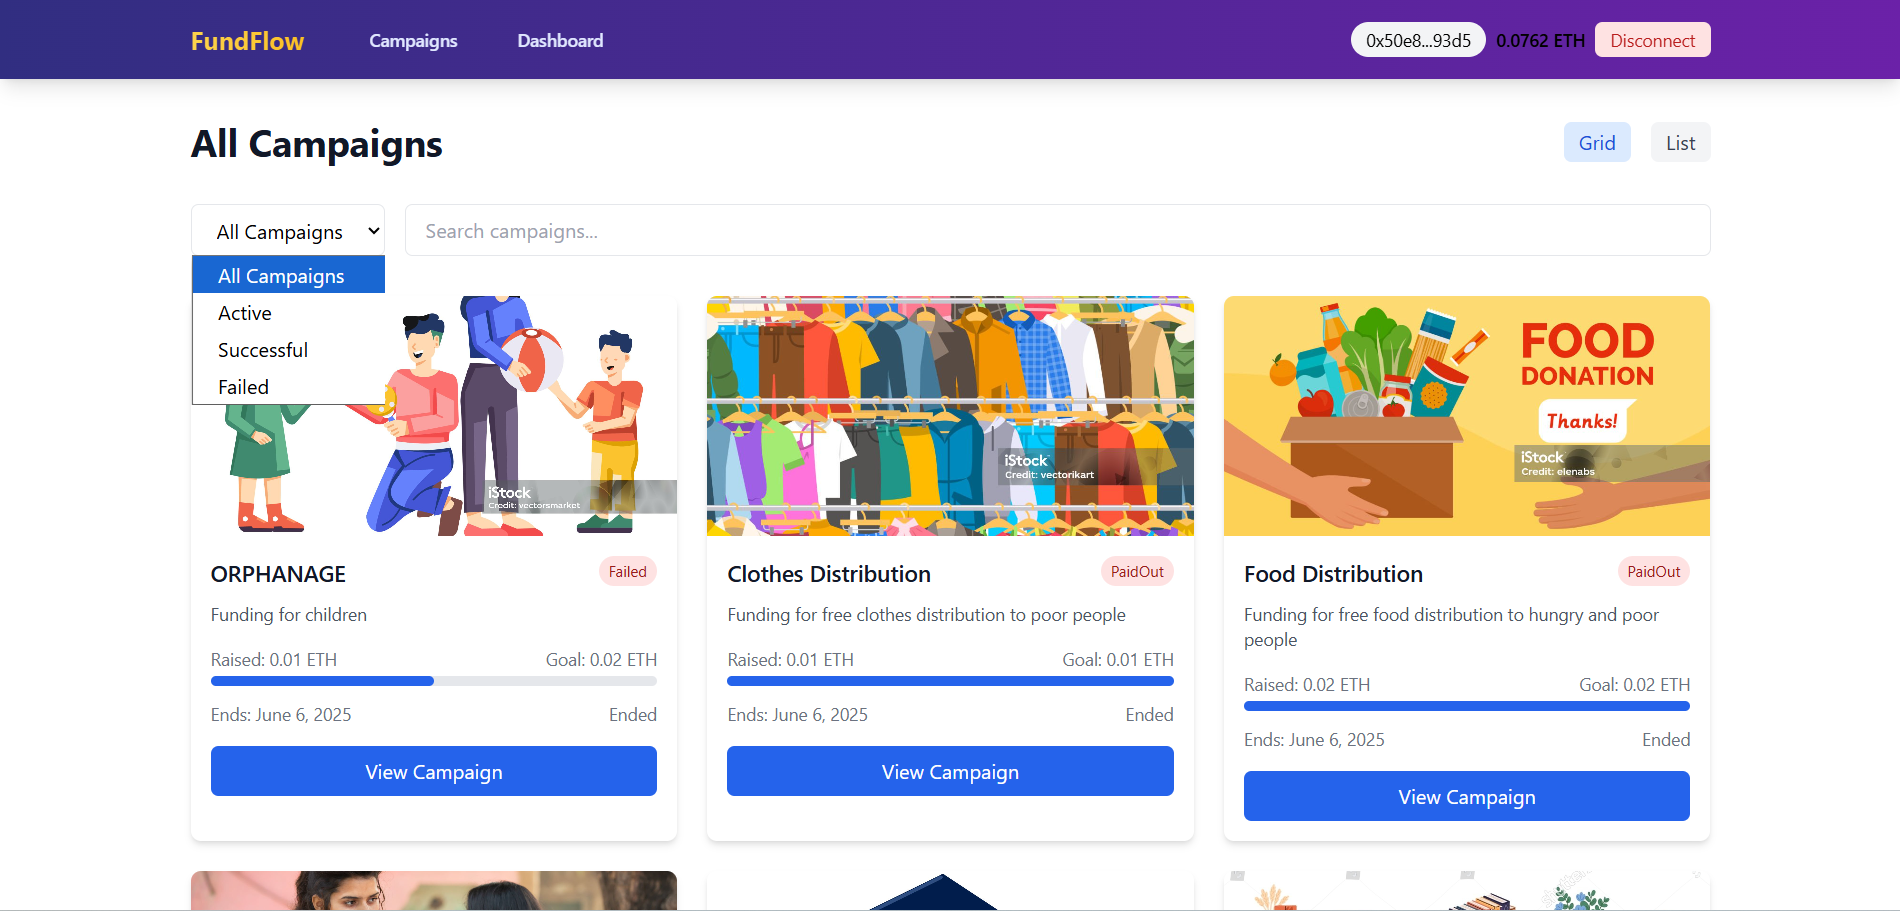 FundFlow
Campaigns
Dashboard
0x50e8...93d5
0.0762 ETH
Disconnect
All Campaigns
Grid
List
All Campaigns
Search campaigns...
All Campaigns
Active
Successful
Failed
iStock
Credit: vectorsmarket
iStock
Credit: vectorikart
FOOD
DONATION
Thanks!
iStock
Credit: elenabs
ORPHANAGE
Failed
Funding for children
Raised: 0.01 ETH
Goal: 0.02 ETH
Ends: June 6, 2025
Ended
View Campaign
Clothes Distribution
PaidOut
Funding for free clothes distribution to poor people
Raised: 0.01 ETH
Goal: 0.01 ETH
Ends: June 6, 2025
Ended
View Campaign
Food Distribution
PaidOut
Funding for free food distribution to hungry and poor
people
Raised: 0.02 ETH
Goal: 0.02 ETH
Ends: June 6, 2025
Ended
View Campaign